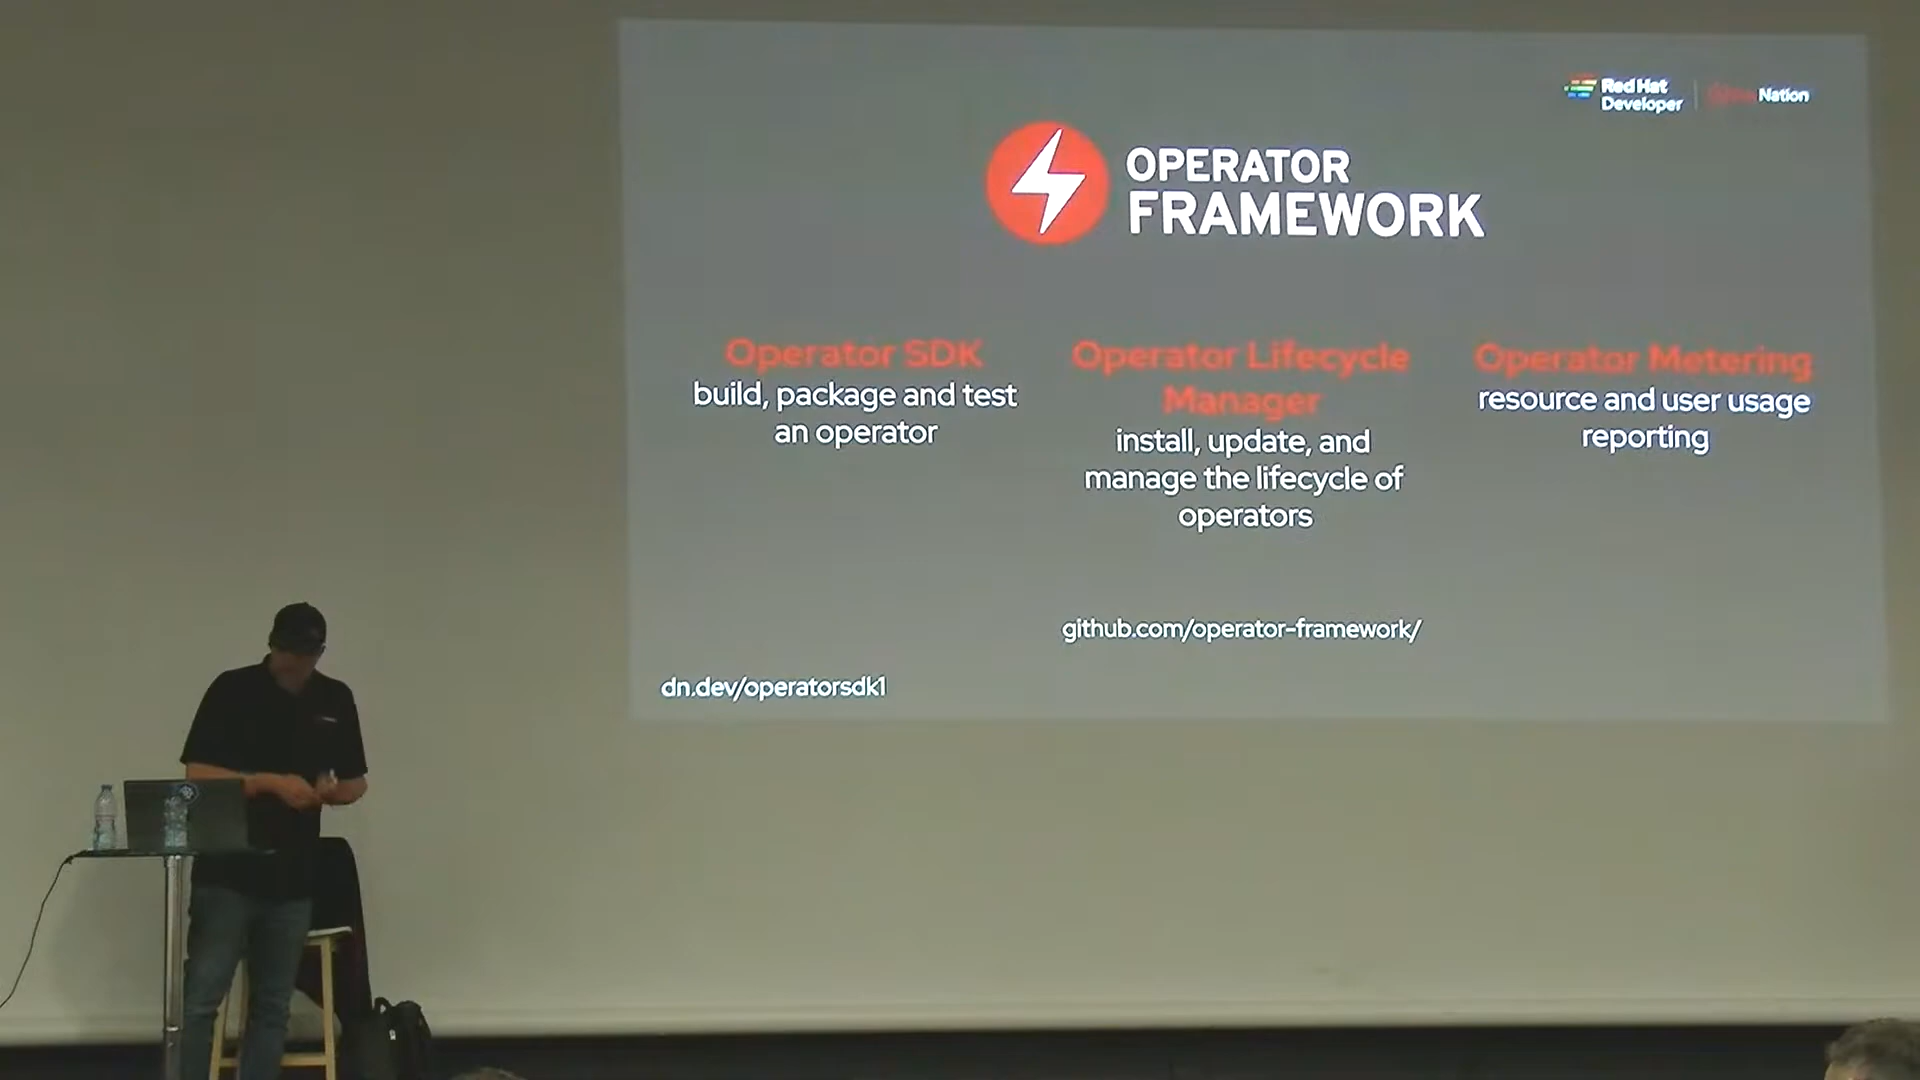 Red Hat
Developer
Nation
OPERATOR
FRAMEWORK
Operator SDK
build, package and test
an operator
Operator Lifecycle
Manager
install, update, and
manage the lifecycle of
operators
Operator Metering
resource and user usage
reporting
github.com/operator-framework/
dn.dev/operatorsdk1